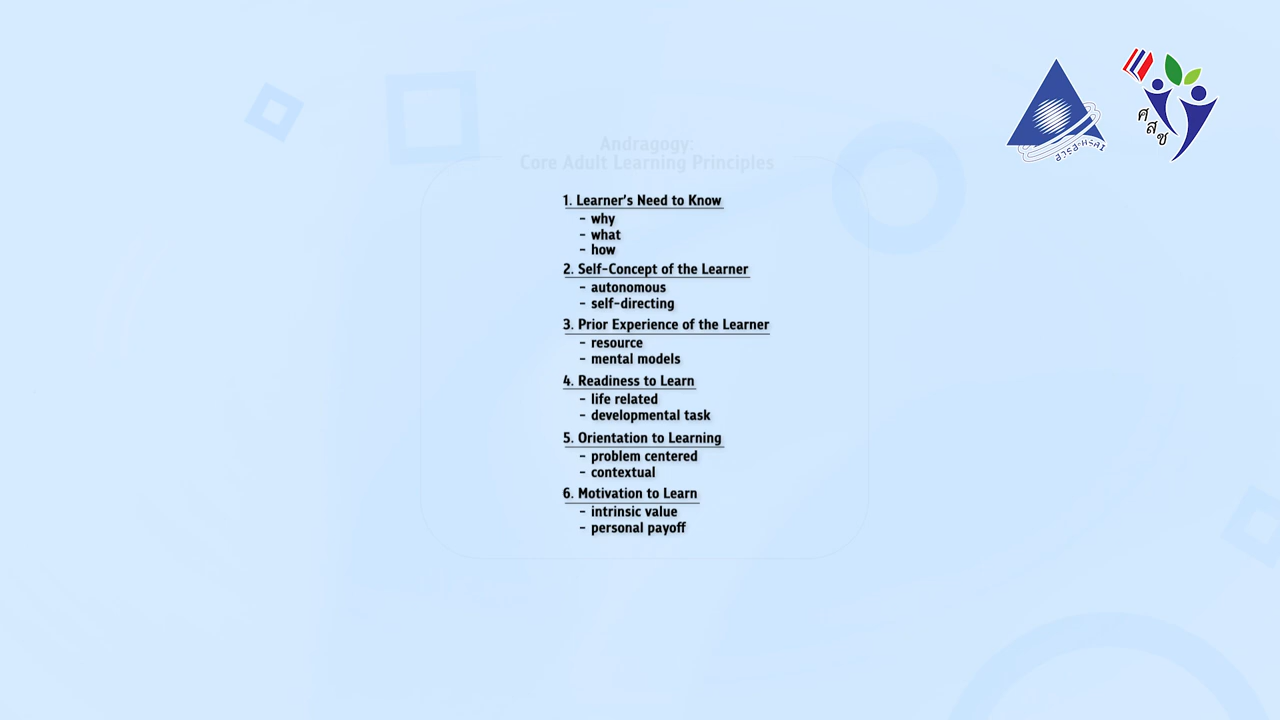 Andragogy:
Core Adult Learning Principles
1. Learner's Need to Know
- why
- what
- how
2. Self-Concept of the Learner
- autonomous
- self-directing
3. Prior Experience of the Learner
- resource
- mental models
4. Readiness to Learn
- life related
- developmental task
5. Orientation to Learning
- problem centered
- contextual
6. Motivation to Learn
- intrinsic value
- personal payoff
ศสช